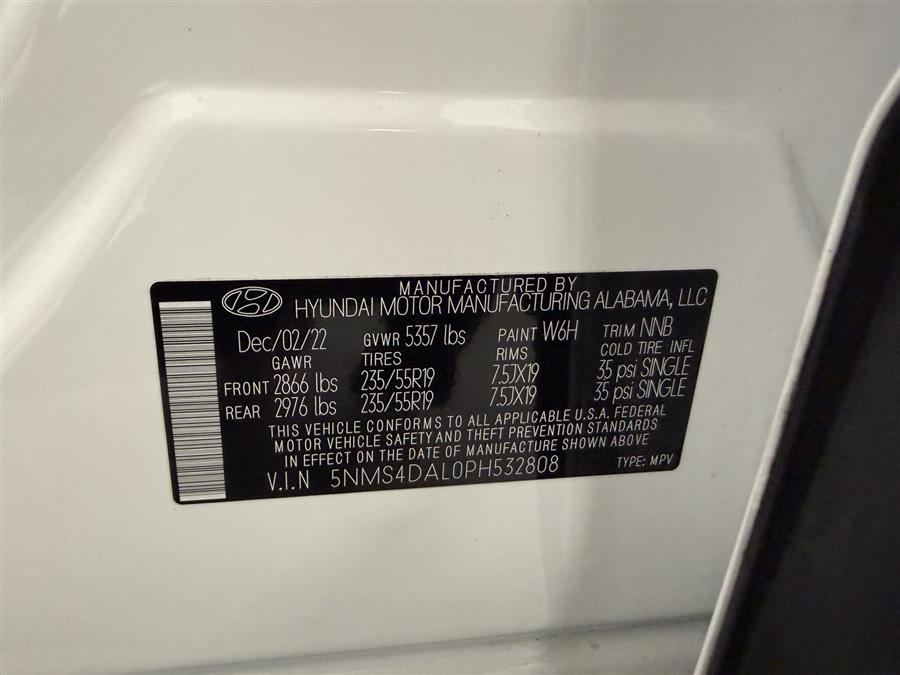 MANUFACTURED BY
HYUNDAI MOTOR MANUFACTURING ALABAMA, LLC
Dec/02/22 GVWR 5357 lbs PAINT W6H TRIM NNB
GAWR TIRES RIMS COLD TIRE INFL
FRONT 2866 lbs 235/55R19 7.5JX19 35 psi SINGLE
REAR 2976 lbs 235/55R19 7.5JX19 35 psi SINGLE
THIS VEHICLE CONFORMS TO ALL APPLICABLE U.S.A. FEDERAL
MOTOR VEHICLE SAFETY AND THEFT PREVENTION STANDARDS
IN EFFECT ON THE DATE OF MANUFACTURE SHOWN ABOVE
V.I.N 5NMS4DAL0PH532808 TYPE: MPV